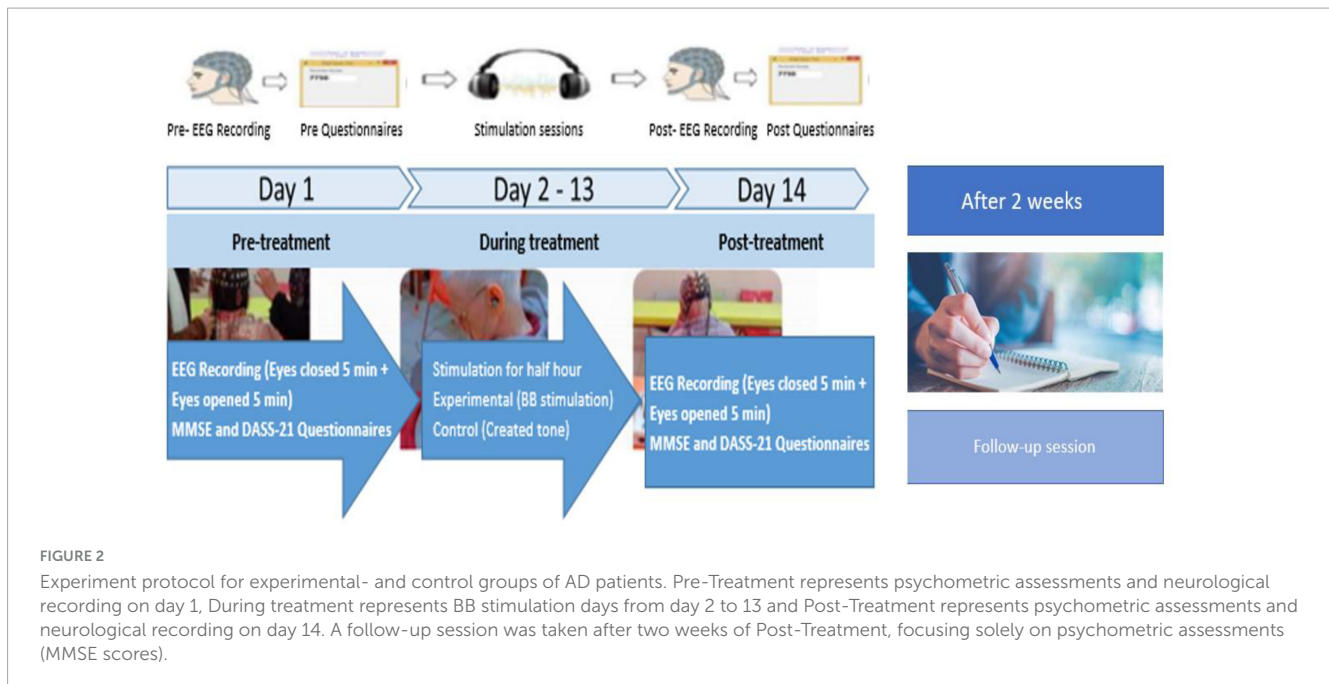 Pre- EEG Recording
Pre Questionnaires
Stimulation sessions
Post- EEG Recording
Post Questionnaires
Day 1
Day 2 - 13
Day 14
Pre-treatment
During treatment
Post-treatment
EEG Recording (Eyes closed 5 min +
Eyes opened 5 min)
MMSE and DASS-21 Questionnaires
Stimulation for half hour
Experimental (BB stimulation)
Control (Created tone)
EEG Recording (Eyes closed 5 min +
Eyes opened 5 min)
MMSE and DASS-21 Questionnaires
After 2 weeks
Follow-up session
FIGURE 2
Experiment protocol for experimental- and control groups of AD patients. Pre-Treatment represents psychometric assessments and neurological
recording on day 1, During treatment represents BB stimulation days from day 2 to 13 and Post-Treatment represents psychometric assessments and
neurological recording on day 14. A follow-up session was taken after two weeks of Post-Treatment, focusing solely on psychometric assessments
(MMSE scores).